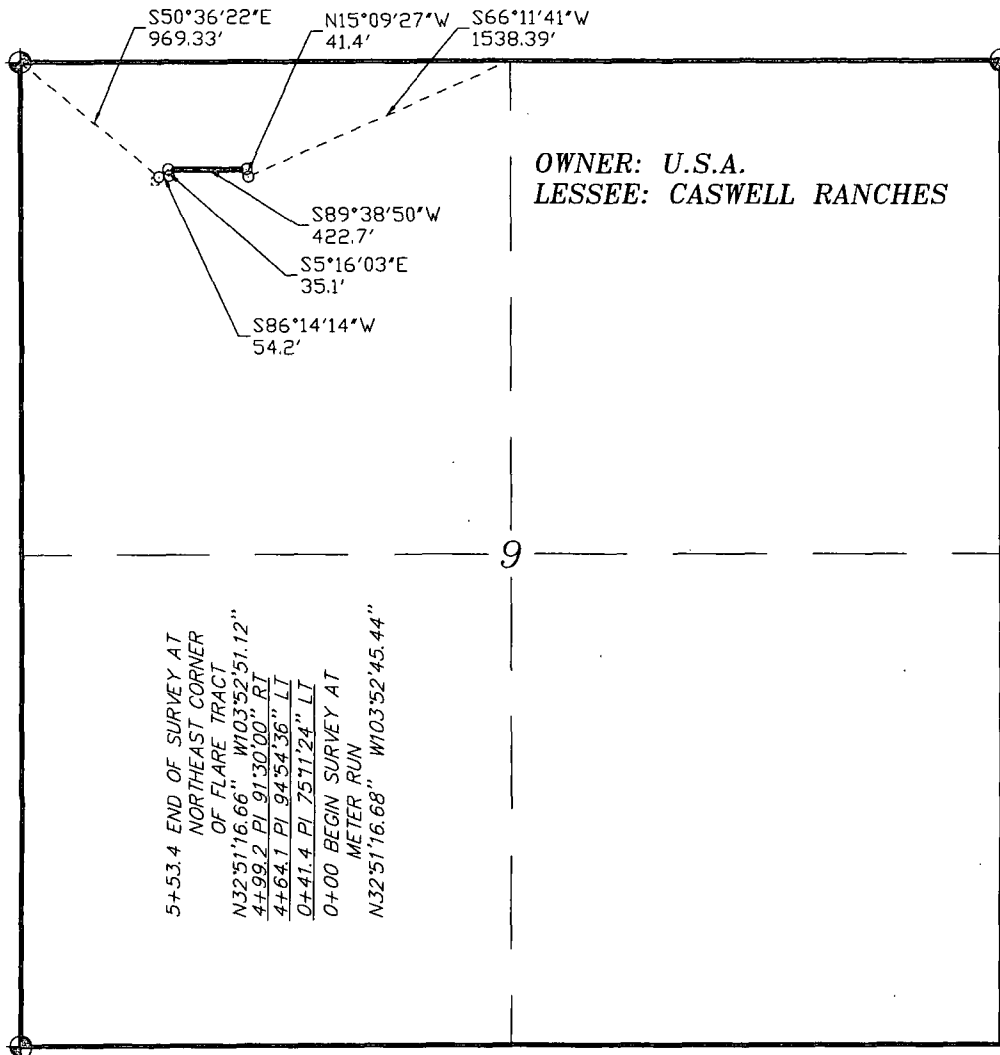 S50°36'22"E
969.33'
N15°09'27"W
41.4'
S66°11'41"W
1538.39'
OWNER: U.S.A.
LESSEE: CASWELL RANCHES
S89°38'50"W
422.7'
S5°16'03"E
35.1'
S86°14'14"W
54.2'
9
5+53.4 END OF SURVEY AT
NORTHEAST CORNER
OF FLARE TRACT
N32°51'16.66" W103°52'51.12"
4+99.2 PI 91°30'00" RT
4+64.1 PI 94°54'36" LT
0+41.4 PI 75°11'24" LT
0+00 BEGIN SURVEY AT
METER RUN
N32°51'16.68" W103°52'45.44"